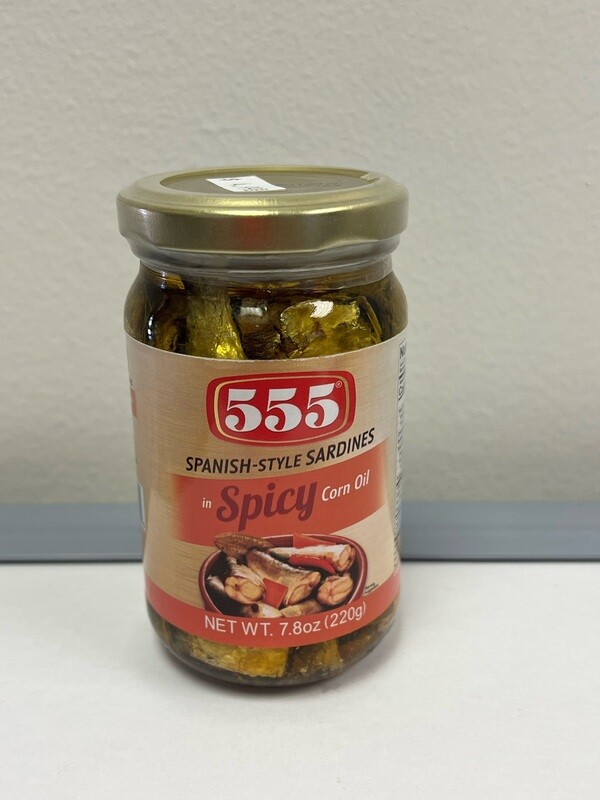 555®
SPANISH-STYLE SARDINES
in Spicy Corn Oil
NET WT. 7.8oz (220g)